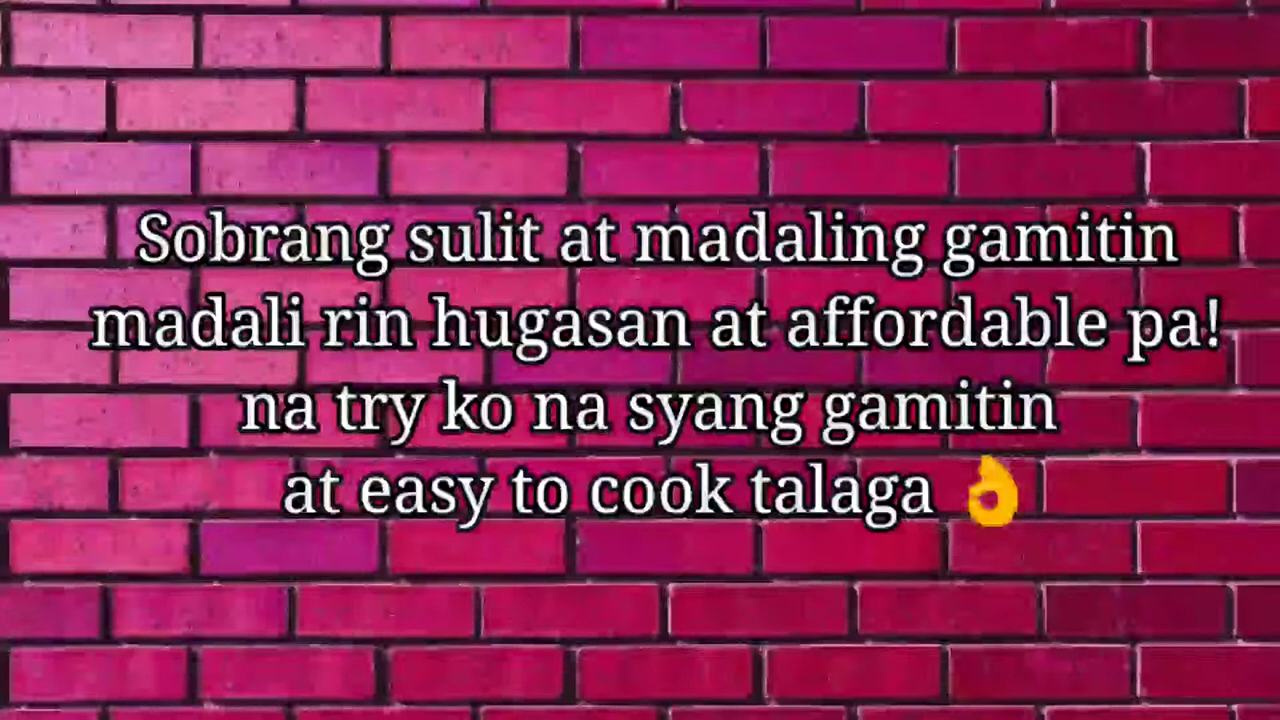 Sobrang sulit at madaling gamitin
madali rin hugasan at affordable pa!
na try ko na syang gamitin
at easy to cook talaga 👌